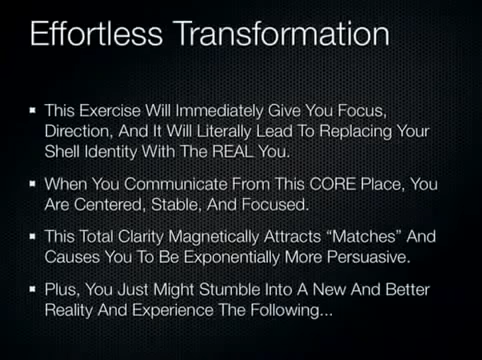 Effortless Transformation
This Exercise Will Immediately Give You Focus,
Direction, And It Will Literally Lead To Replacing Your
Shell Identity With The REAL You.
When You Communicate From This CORE Place, You
Are Centered, Stable, And Focused.
This Total Clarity Magnetically Attracts “Matches” And
Causes You To Be Exponentially More Persuasive.
Plus, You Just Might Stumble Into A New And Better
Reality And Experience The Following...